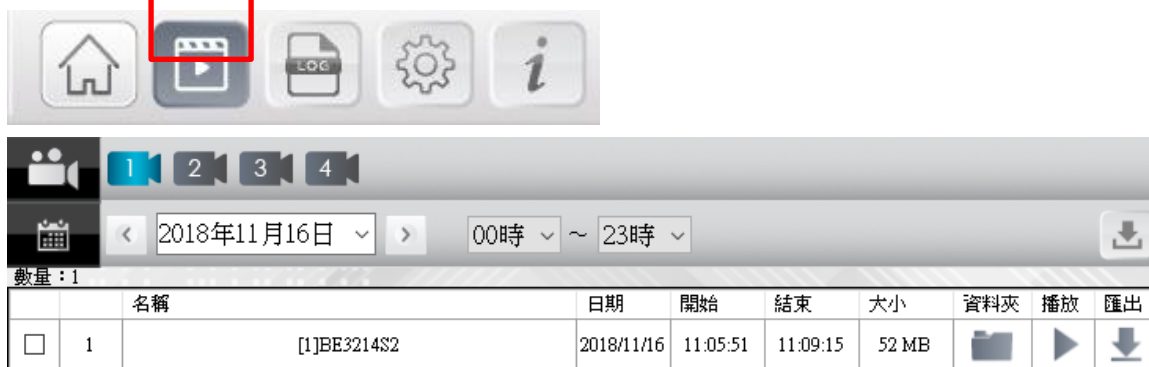 LOG
1 2 3 4
2018年11月16日 00時 ~ 23時
數量：1
名稱 日期 開始 結束 大小 資料夾 播放 匯出
1 [1]BE3214S2 2018/11/16 11:05:51 11:09:15 52 MB